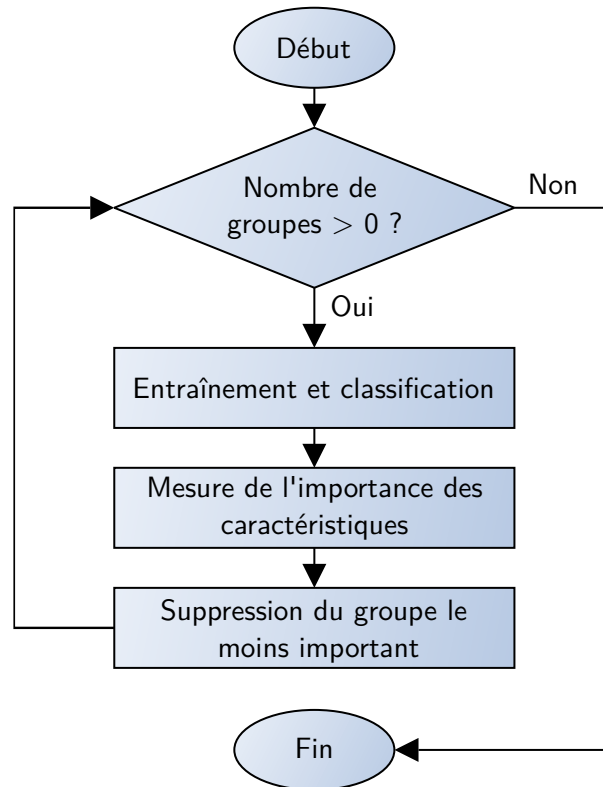 Début
Nombre de
groupes > 0 ?
Non
Oui
Entraînement et classification
Mesure de l'importance des
caractéristiques
Suppression du groupe le
moins important
Fin